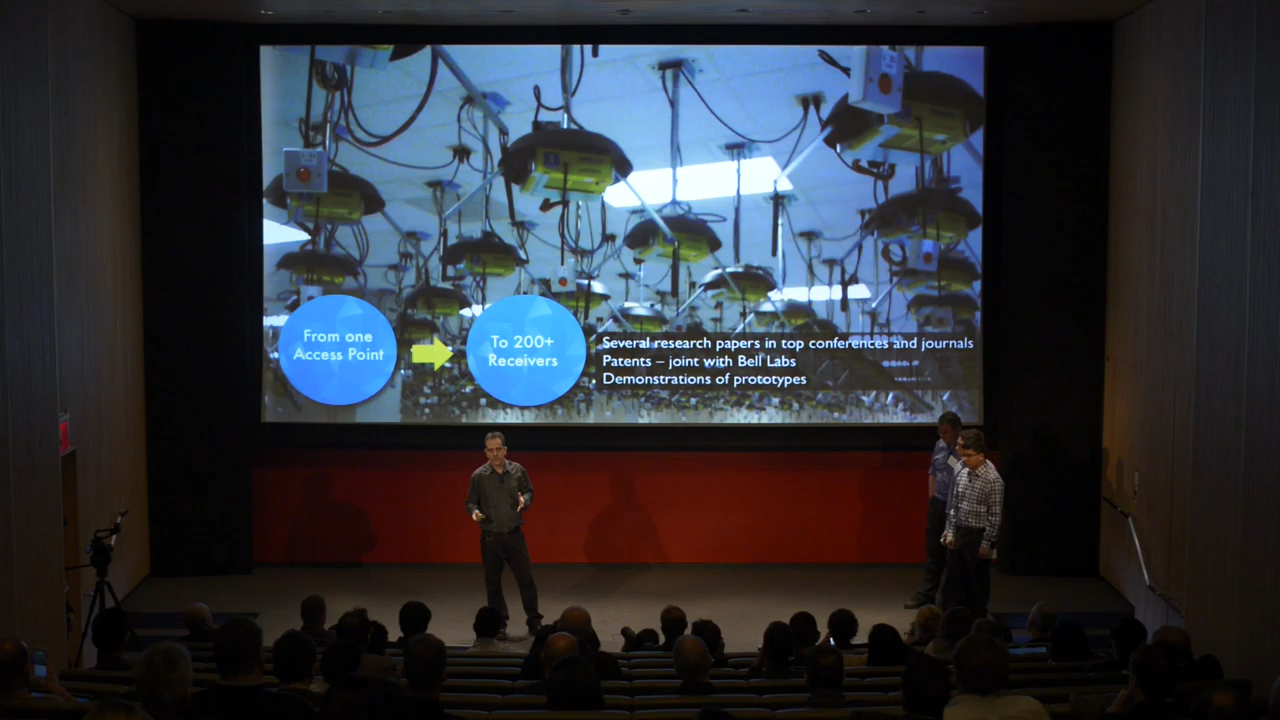 From one
Access Point
To 200+
Receivers
Several research papers in top conferences and journals
Patents – joint with Bell Labs
Demonstrations of prototypes